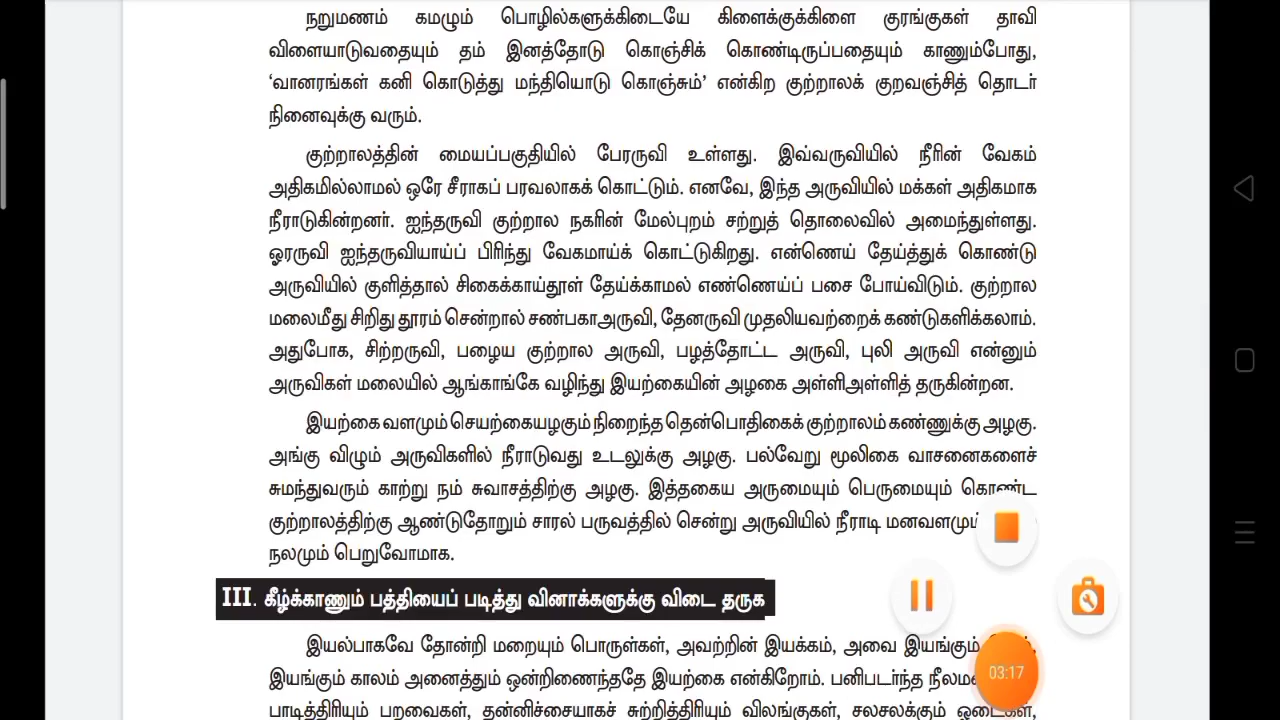 நறுமணம் கமழும் பொழில்களுக்கிடையே கிளைக்குக்கிளை குரங்குகள் தாவி
விளையாடுவதையும் தம் இனத்தோடு கொஞ்சிக் கொண்டிருப்பதையும் காணும்போது,
‘வானரங்கள் கனி கொடுத்து மந்தியொடு கொஞ்சும்’ என்கிற குற்றாலக் குறவஞ்சித் தொடர்
நினைவுக்கு வரும்.
குற்றாலத்தின் மையப்பகுதியில் பேரருவி உள்ளது. இவ்வருவியில் நீரின் வேகம்
அதிகமில்லாமல் ஒரே சீராகப் பரவலாகக் கொட்டும். எனவே, இந்த அருவியில் மக்கள் அதிகமாக
நீராடுகின்றனர். ஐந்தருவி குற்றால நகரின் மேல்புறம் சற்றுத் தொலைவில் அமைந்துள்ளது.
ஓரருவி ஐந்தருவியாய்ப் பிரிந்து வேகமாய்க் கொட்டுகிறது. என்ணெய் தேய்த்துக் கொண்டு
அருவியில் குளித்தால் சிகைக்காய்தூள் தேய்க்காமல் எண்ணெய்ப் பசை போய்விடும். குற்றால
மலைமீது சிறிது தூரம் சென்றால் சண்பகாஅருவி, தேனருவி முதலியவற்றைக் கண்டுகளிக்கலாம்.
அதுபோக, சிற்றருவி, பழைய குற்றால அருவி, பழத்தோட்ட அருவி, புலி அருவி என்னும்
அருவிகள் மலையில் ஆங்காங்கே வழிந்து இயற்கையின் அழகை அள்ளிஅள்ளித் தருகின்றன.
இயற்கை வளமும் செயற்கையழகும் நிறைந்த தென்பொதிகைக் குற்றாலம் கண்ணுக்கு அழகு.
அங்கு விழும் அருவிகளில் நீராடுவது உடலுக்கு அழகு. பல்வேறு மூலிகை வாசனைகளைச்
சுமந்துவரும் காற்று நம் சுவாசத்திற்கு அழகு. இத்தகைய அருமையும் பெருமையும் கொண்ட
குற்றாலத்திற்கு ஆண்டுதோறும் சாரல் பருவத்தில் சென்று அருவியில் நீராடி மனவளமும்
நலமும் பெறுவோமாக.
III. கீழ்க்காணும் பத்தியைப் படித்து வினாக்களுக்கு விடை தருக
இயல்பாகவே தோன்றி மறையும் பொருள்கள், அவற்றின் இயக்கம், அவை இயங்கும்
இயங்கும் காலம் அனைத்தும் ஒன்றிணைந்ததே இயற்கை என்கிறோம். பனிபடர்ந்த
03:17
பாடித்திரியும் பறவைகள், தன்னிச்சையாகச் சுற்றித்திரியும் விலங்குகள், சலசலக்கும் ஓடைகள்,